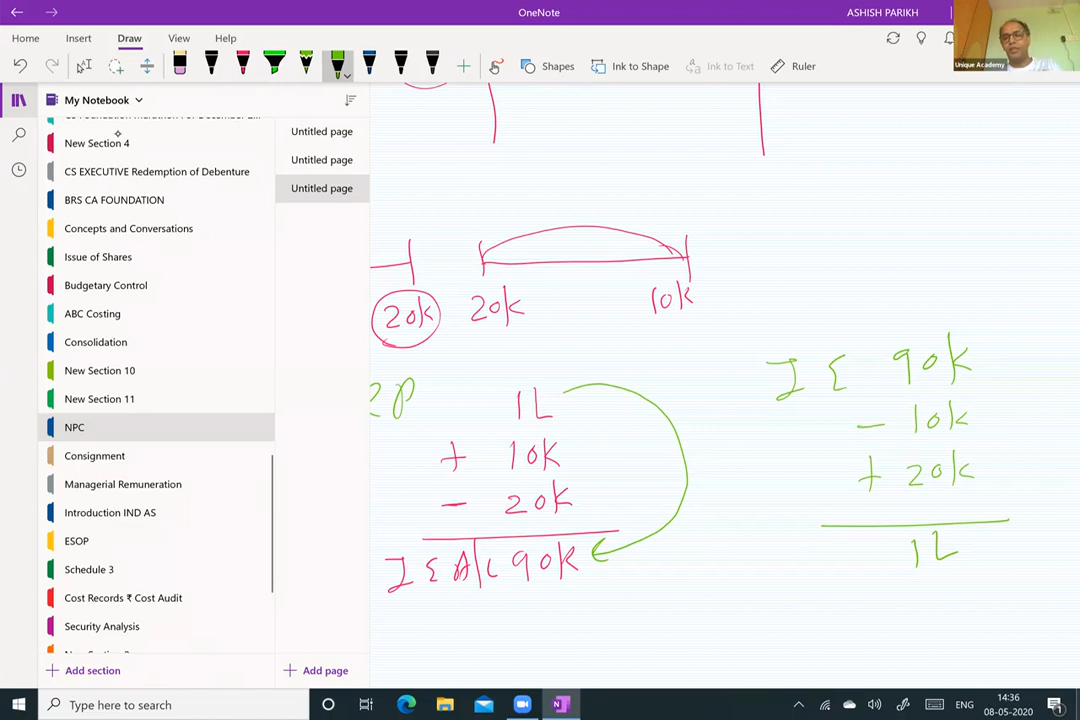 OneNote
ASHISH PARIKH
Home
Insert
Draw
View
Help
Unique Academy
Shapes
Ink to Shape
Ink to Text
Ruler
My Notebook
New Section 4
CS EXECUTIVE Redemption of Debenture
BRS CA FOUNDATION
Concepts and Conversations
Issue of Shares
Budgetary Control
ABC Costing
Consolidation
New Section 10
New Section 11
NPC
Consignment
Managerial Remuneration
Introduction IND AS
ESOP
Schedule 3
Cost Records ₹ Cost Audit
Security Analysis
Add section
Untitled page
Untitled page
Untitled page
Add page
20k
20k
10k
1L
+ 10k
- 20k
I E A/c 90k
I E 90k
- 10k
+ 20k
1L
Type here to search
ENG
14:36
08-05-2020
1